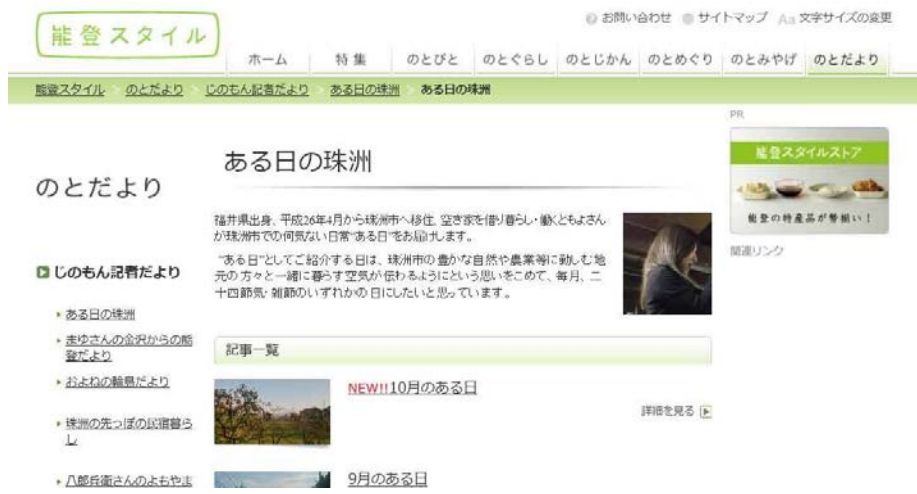 お問い合わせ サイトマップ Aa 文字サイズの変更
能登スタイル
ホーム 特集 のとびと のとぐらし のとじかん のとめぐり のとみやげ のとだより
能登スタイル のとだより じのもん記者だより ある日の珠洲 ある日の珠洲
PR
能登スタイルストア
能登の特産品が勢揃い！
関連リンク
のとだより
じのもん記者だより
ある日の珠洲
まゆさんの金沢からの能
登だより
およねの輪島だより
珠洲の先っぽの民宿暮ら
し
八郎兵衛さんのよもやま
ある日の珠洲
福井県出身、平成26年4月から珠洲市へ移住、空き家を借り暮らし・働くともよさん
が珠洲市での何気ない日常“ある日”をお届けします。
“ある日”としてご紹介する日は、珠洲市の豊かな自然や農業等に勤しむ地
元の方々と一緒に暮らす空気が伝わるようにという思いをこめて、毎月、二
十四節気・雑節のいずれかの日にしたいと思っています。
記事一覧
NEW!!10月のある日
詳細を見る
9月のある日